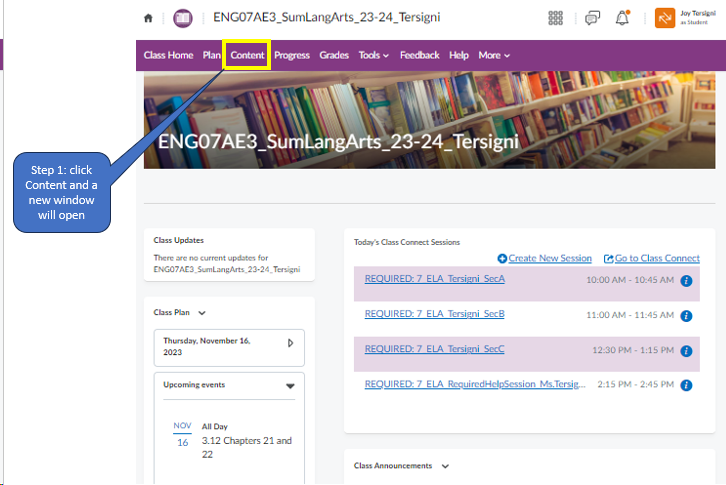 ENG07AE3_SumLangArts_23-24_Tersigni
Joy Tersigni
as Student
Class Home Plan Content Progress Grades Tools Feedback Help More
ENG07AE3_SumLangArts_23-24_Tersigni
Step 1: click
Content and a
new window
will open
Class Updates
There are no current updates for
ENG07AE3_SumLangArts_23-24_Tersigni
Class Plan
Thursday, November 16,
2023
Upcoming events
NOV
16
All Day
3.12 Chapters 21 and
22
Today's Class Connect Sessions
Create New Session Go to Class Connect
REQUIRED: 7_ELA_Tersigni_SecA 10:00 AM - 10:45 AM
REQUIRED: 7_ELA_Tersigni_SecB 11:00 AM - 11:45 AM
REQUIRED: 7_ELA_Tersigni_SecC 12:30 PM - 1:15 PM
REQUIRED: 7_ELA_RequiredHelpSession_Ms.Tersig... 2:15 PM - 2:45 PM
Class Announcements